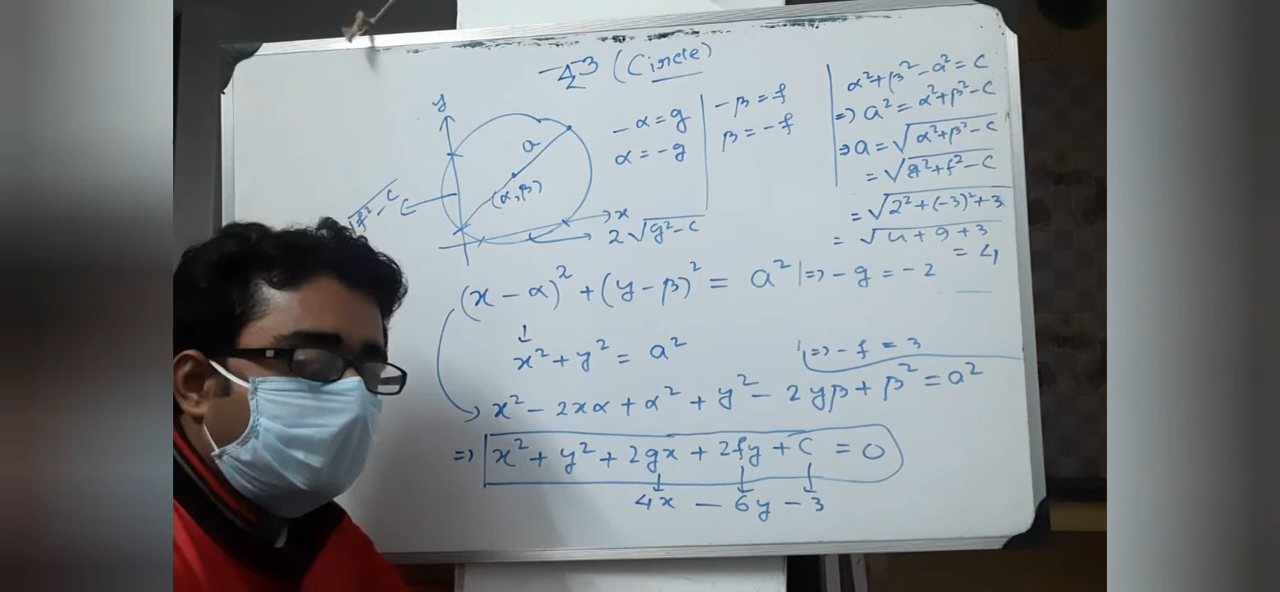 (Circle)
y
a
(α, β)
x
2√g²-c
√f²-c
-α = g
α = -g
-β = f
β = -f
α²+β²-a² = c
=> a² = α²+β²-c
=> a = √α²+β²-c
= √g²+f²-c
= √2²+(-3)²+3
= √4+9+3
= 4
(x-α)² + (y-β)² = a²
=> -g = -2
x²+y² = a²
=> -f = 3
x² - 2xα + α² + y² - 2yβ + β² = a²
=> x² + y² + 2gx + 2fy + c = 0
4x - 6y - 3